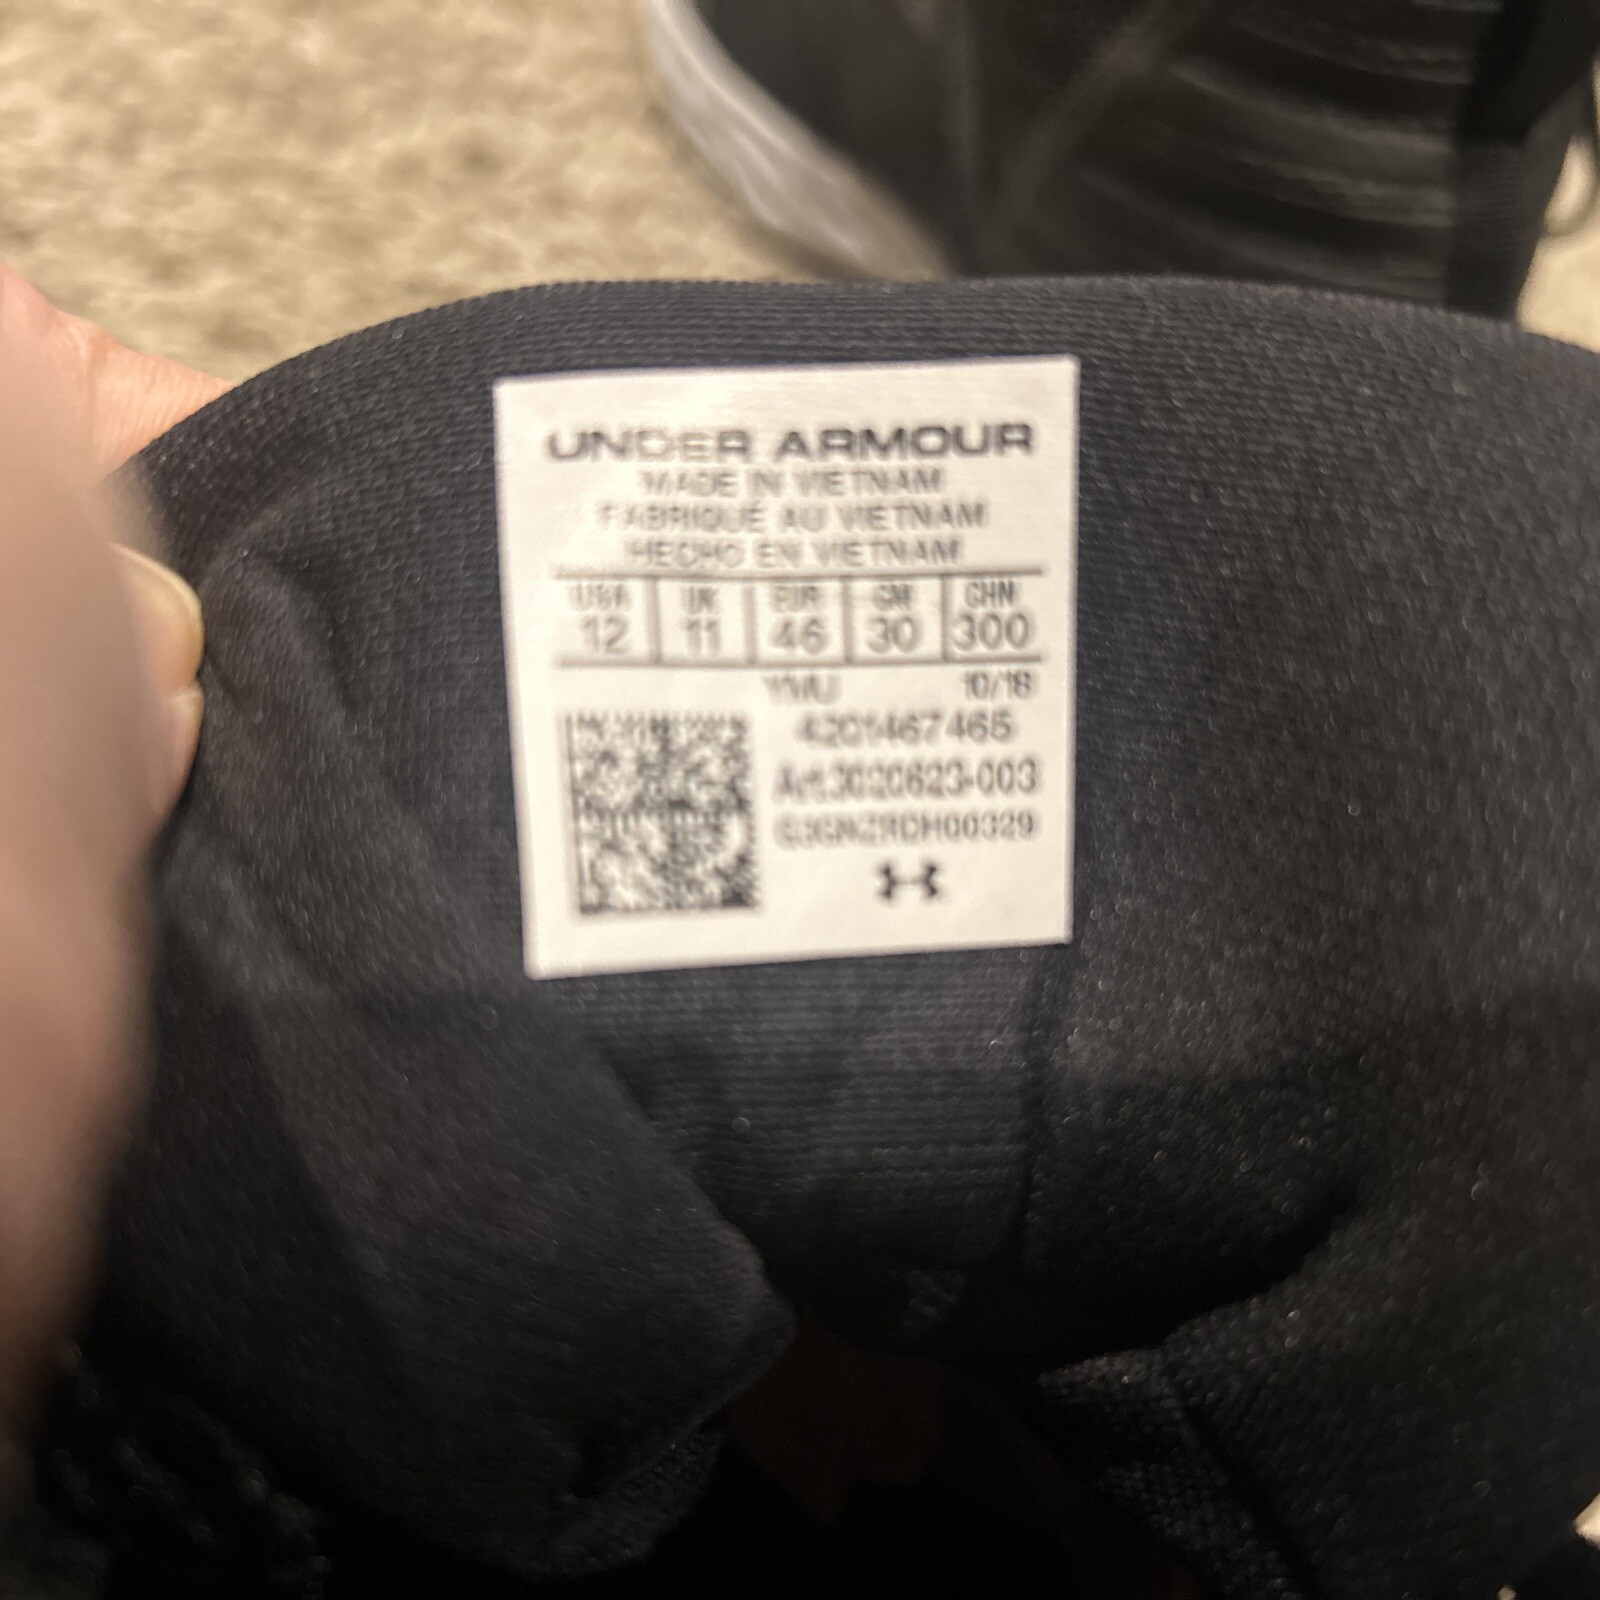 UNDER ARMOUR
MADE IN VIETNAM
FABRIQUÉ AU VIETNAM
HECHO EN VIETNAM
USA UK EUR CM CHN
12 11 46 30 300
YMU 10/18
4201467465
Art.3020623-003